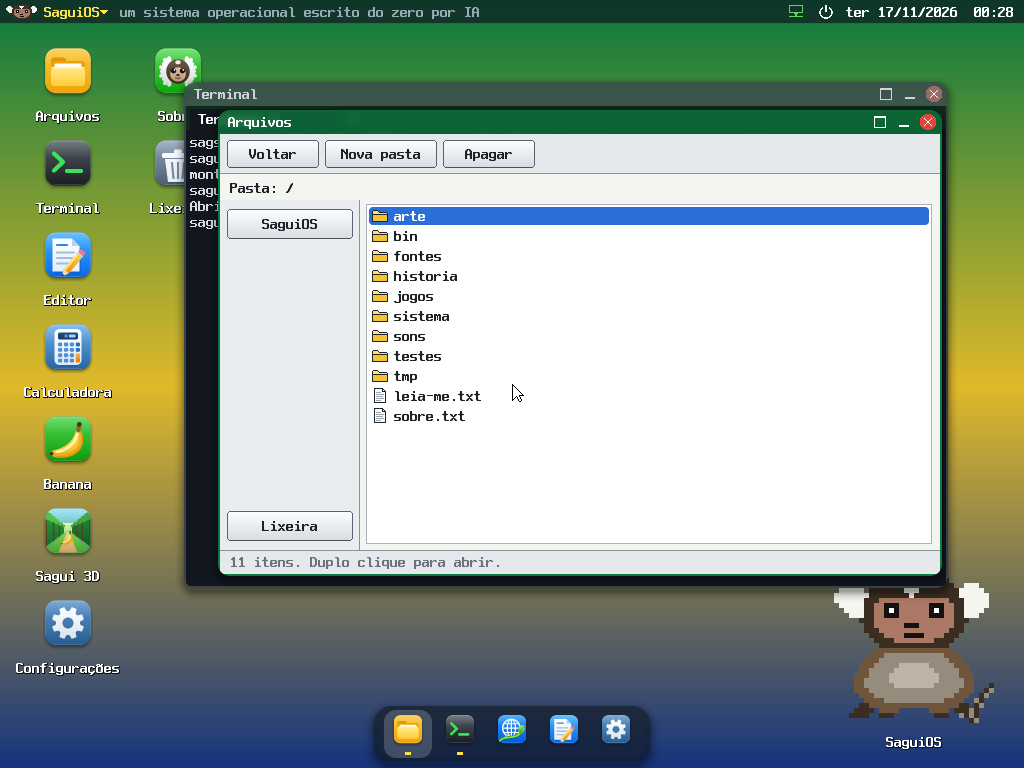 SaguiOS um sistema operacional escrito do zero por IA ter 17/11/2026 00:28
Arquivos
Terminal
Editor
Calculadora
Banana
Sagui 3D
Configurações
Terminal
Arquivos
Voltar Nova pasta Apagar
Pasta: /
SaguiOS
Lixeira
arte
bin
fontes
historia
jogos
sistema
sons
testes
tmp
leia-me.txt
sobre.txt
11 itens. Duplo clique para abrir.
SaguiOS